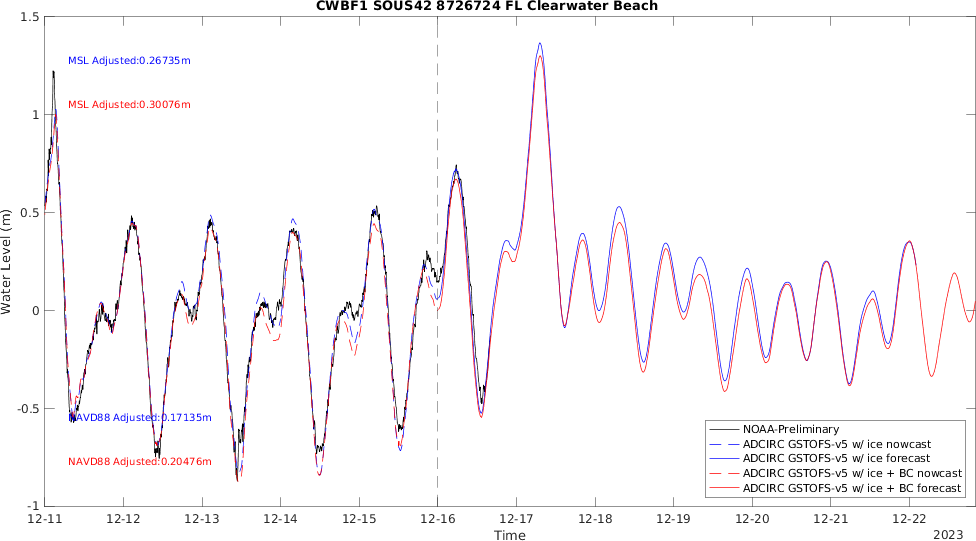 CWBF1 SOUS42 8726724 FL Clearwater Beach
1.5
MSL Adjusted:0.26735m
MSL Adjusted:0.30076m
1
0.5
Water Level (m)
0
-0.5
NAVD88 Adjusted:0.17135m
NAVD88 Adjusted:0.20476m
-1
NOAA-Preliminary
ADCIRC GSTOFS-v5 w/ ice nowcast
ADCIRC GSTOFS-v5 w/ ice forecast
ADCIRC GSTOFS-v5 w/ ice + BC nowcast
ADCIRC GSTOFS-v5 w/ ice + BC forecast
12-11 12-12 12-13 12-14 12-15 12-16 12-17 12-18 12-19 12-20 12-21 12-22
Time
2023